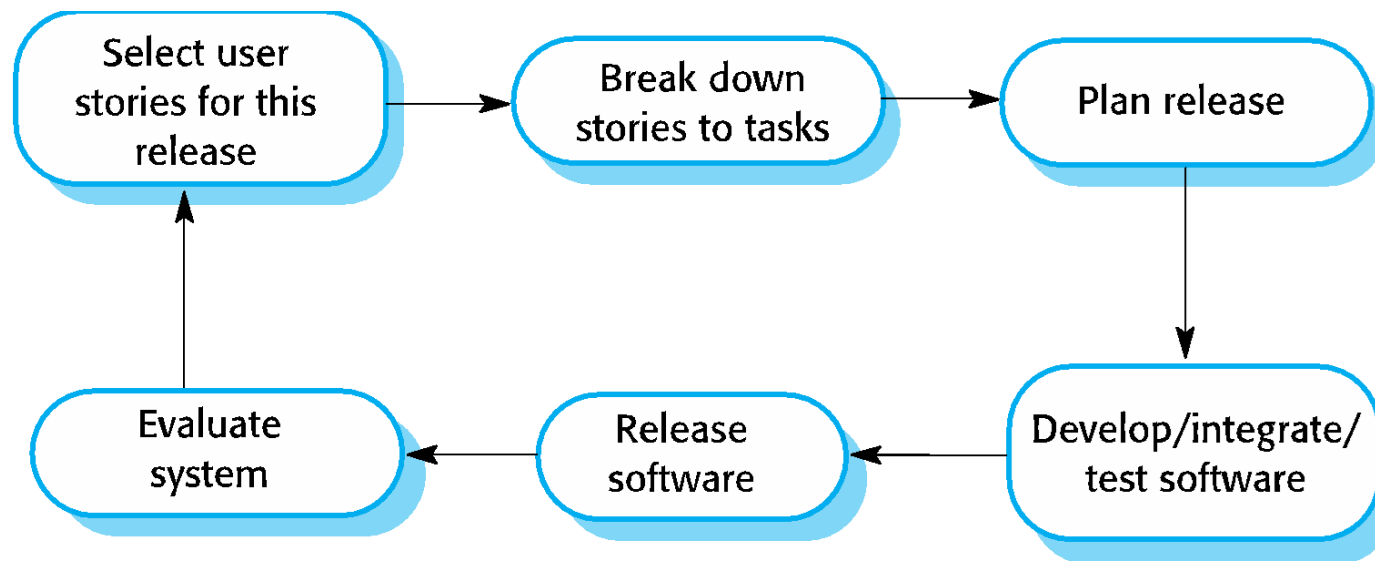 Select user
stories for this
release
Break down
stories to tasks
Plan release
Evaluate
system
Release
software
Develop/integrate/
test software